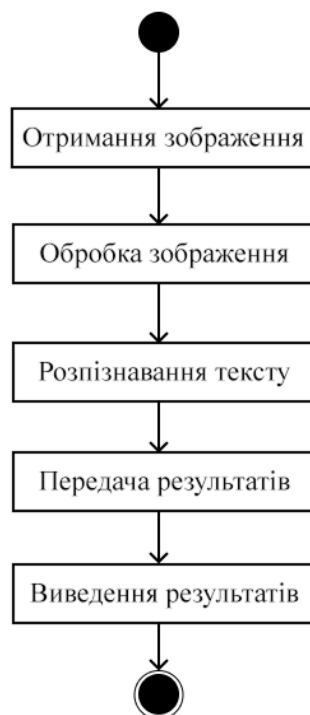 Отримання зображення
Обробка зображення
Розпізнавання тексту
Передача результатів
Виведення результатів